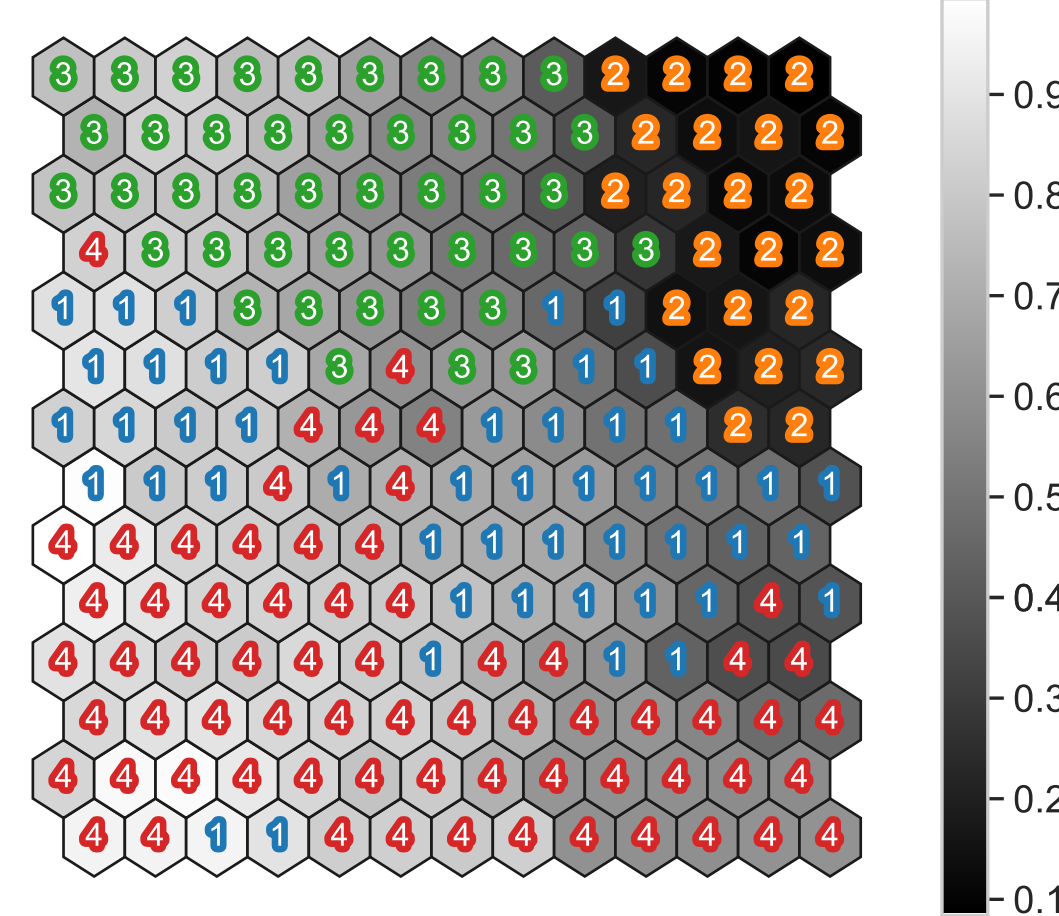 3 3 3 3 3 3 3 3 3 2 2 2 2
3 3 3 3 3 3 3 3 3 2 2 2 2
3 3 3 3 3 3 3 3 3 2 2 2 2
4 3 3 3 3 3 3 3 3 3 2 2 2
1 1 1 3 3 3 3 3 1 1 2 2 2
1 1 1 1 3 4 3 3 1 1 2 2 2
1 1 1 1 4 4 4 1 1 1 1 2 2
1 1 1 4 1 4 1 1 1 1 1 1 1
4 4 4 4 4 4 1 1 1 1 1 1 1
4 4 4 4 4 4 1 1 1 1 1 4 1
4 4 4 4 4 4 1 4 4 1 1 4 4
4 4 4 4 4 4 4 4 4 4 4 4 4
4 4 4 4 4 4 4 4 4 4 4 4 4
4 4 1 1 4 4 4 4 4 4 4 4 4
0.9
0.8
0.7
0.6
0.5
0.4
0.3
0.2
0.1